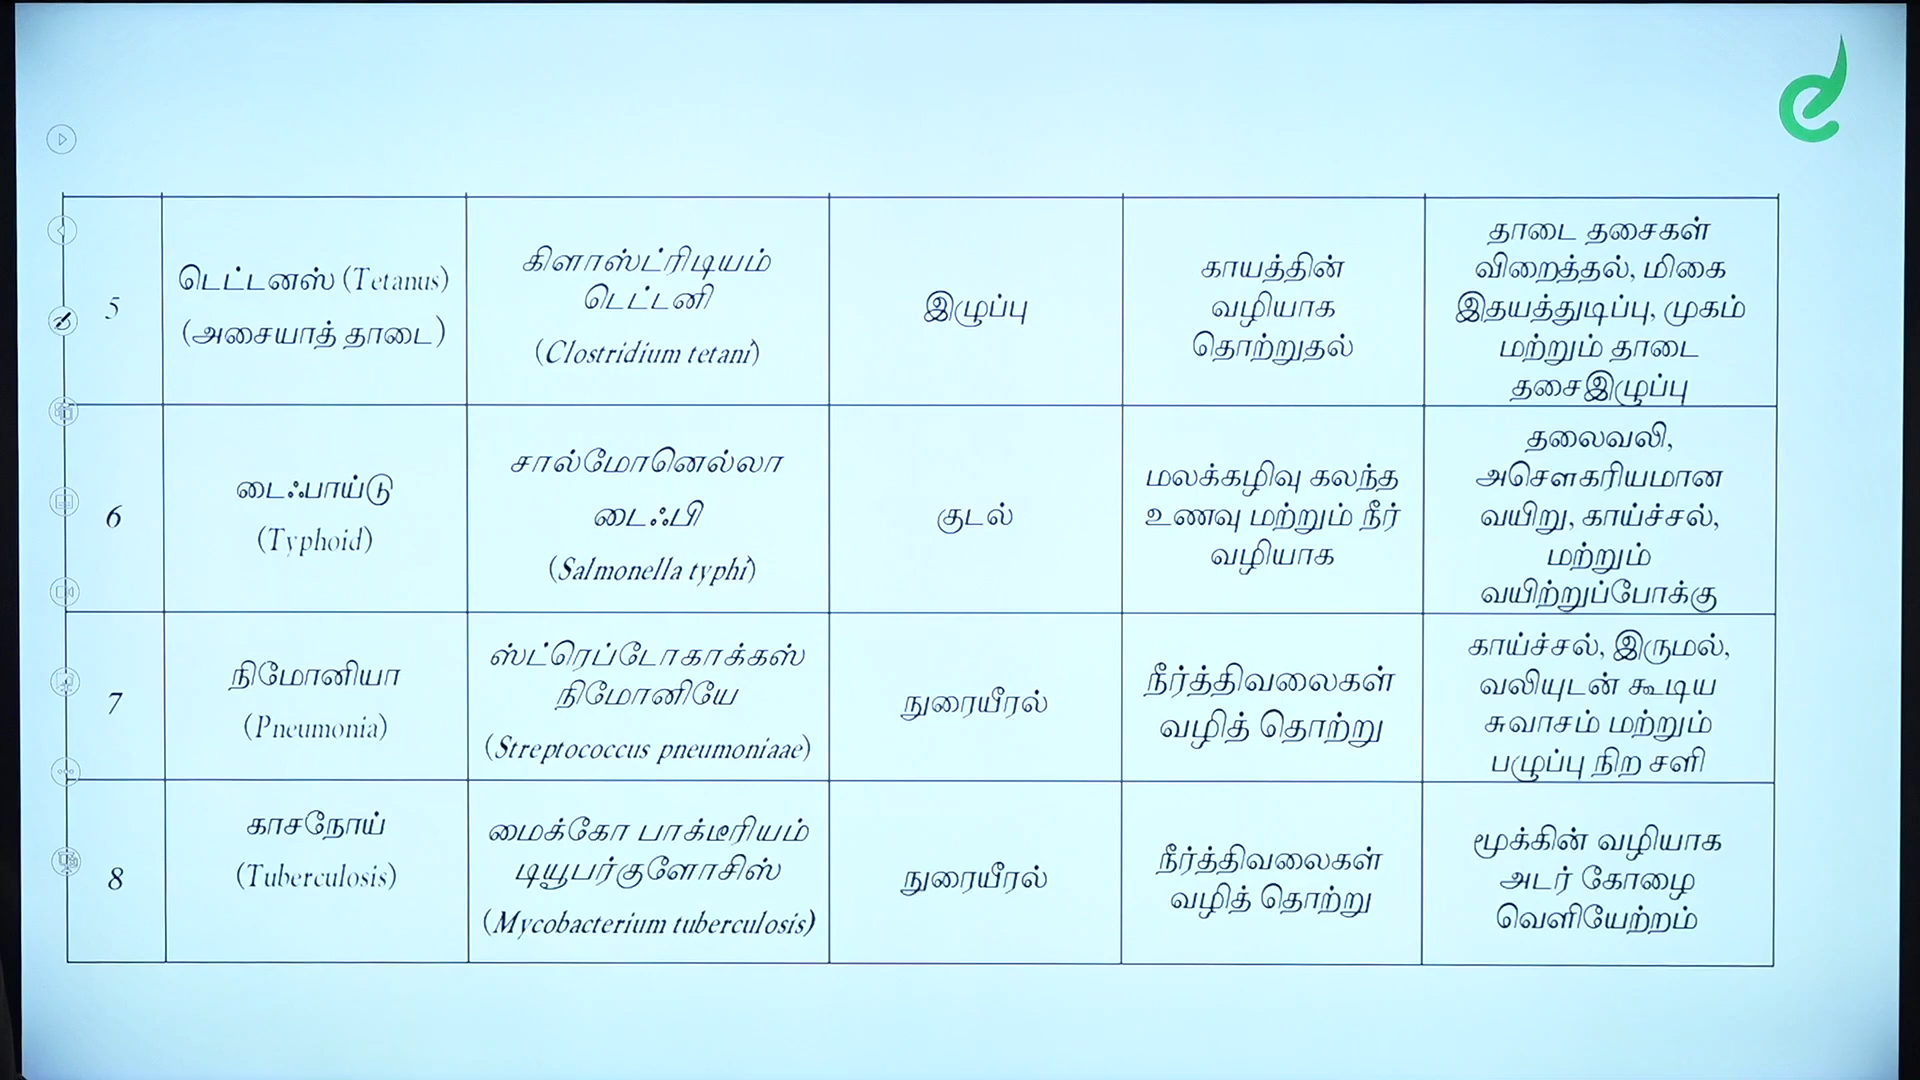 5
டெட்டனஸ் (Tetanus)
(அசையாத் தாடை)
கிளாஸ்ட்ரிடியம்
டெட்டனி
(Clostridium tetani)
இழுப்பு
காயத்தின்
வழியாக
தொற்றுதல்
தாடை தசைகள்
விறைத்தல், மிகை
இதயத்துடிப்பு, முகம்
மற்றும் தாடை
தசைஇழுப்பு
6
டைஃபாய்டு
(Typhoid)
சால்மோனெல்லா
டைஃபி
(Salmonella typhi)
குடல்
மலக்கழிவு கலந்த
உணவு மற்றும் நீர்
வழியாக
தலைவலி,
அசௌகரியமான
வயிறு, காய்ச்சல்,
மற்றும்
வயிற்றுப்போக்கு
7
நிமோனியா
(Pneumonia)
ஸ்ட்ரெப்டோகாக்கஸ்
நிமோனியே
(Streptococcus pneumoniaae)
நுரையீரல்
நீர்த்திவலைகள்
வழித் தொற்று
காய்ச்சல், இருமல்,
வலியுடன் கூடிய
சுவாசம் மற்றும்
பழுப்பு நிற சளி
8
காசநோய்
(Tuberculosis)
மைக்கோ பாக்டீரியம்
டியூபர்குளோசிஸ்
(Mycobacterium tuberculosis)
நுரையீரல்
நீர்த்திவலைகள்
வழித் தொற்று
மூக்கின் வழியாக
அடர் கோழை
வெளியேற்றம்